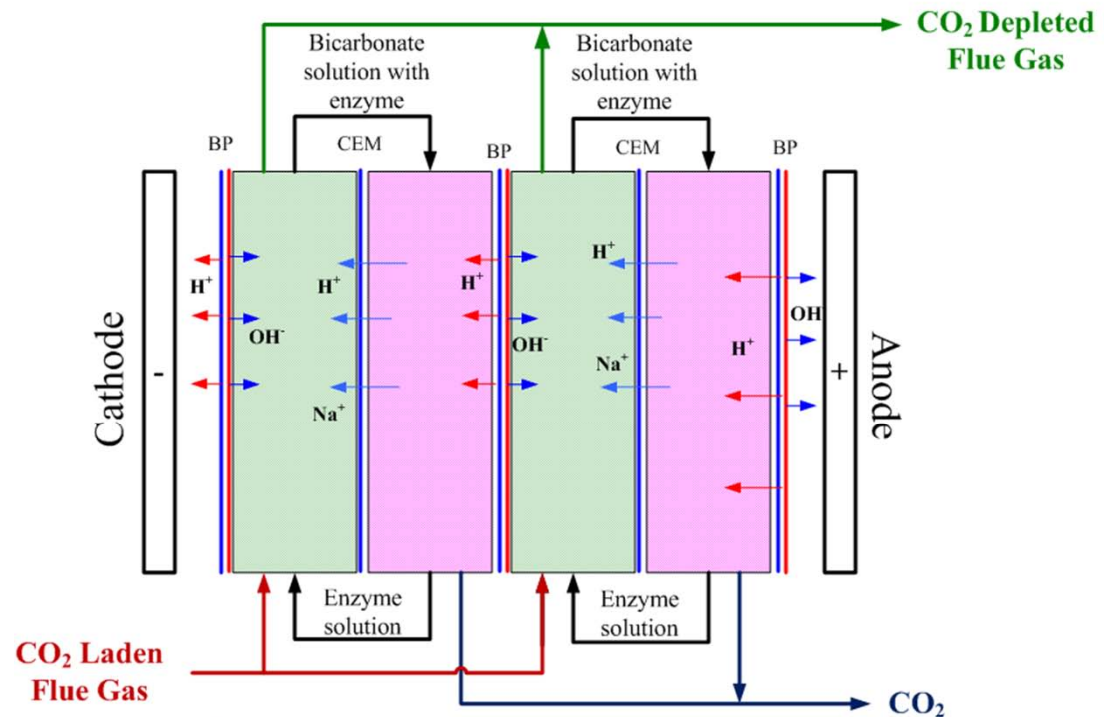 CO₂ Depleted
Flue Gas
Bicarbonate
solution with
enzyme
Bicarbonate
solution with
enzyme
BP
CEM
BP
CEM
BP
Cathode
-
H⁺
OH⁻
H⁺
Na⁺
H⁺
OH⁻
H⁺
Na⁺
H⁺
OH
+
Anode
Enzyme
solution
Enzyme
solution
CO₂ Laden
Flue Gas
CO₂